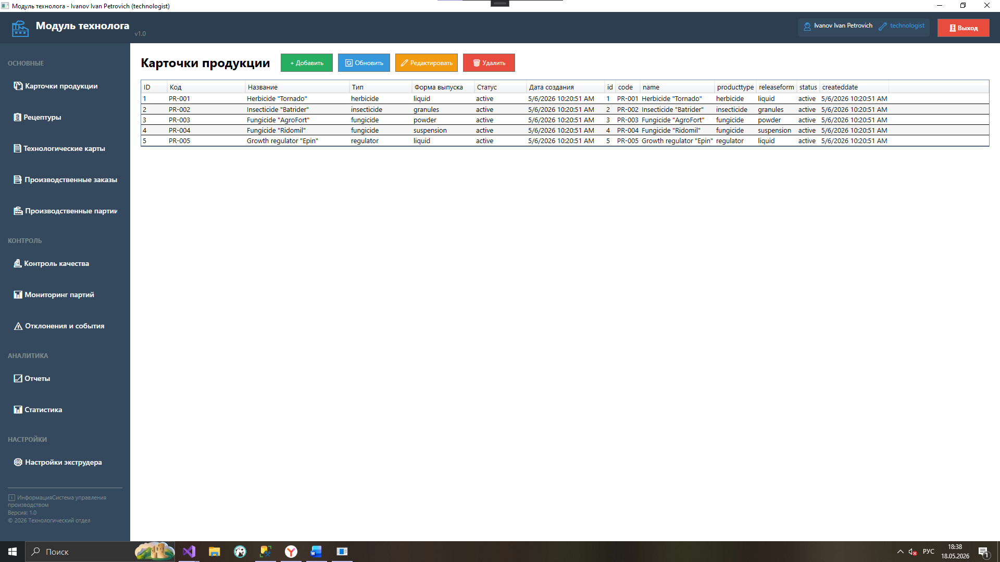 Модуль технолога - Ivanov Ivan Petrovich (technologist)
Модуль технолога v1.0
Ivanov Ivan Petrovich technologist
Выход
ОСНОВНЫЕ
Карточки продукции
Рецептуры
Технологические карты
Производственные заказы
Производственные партии
КОНТРОЛЬ
Контроль качества
Мониторинг партий
Отклонения и события
АНАЛИТИКА
Отчеты
Статистика
НАСТРОЙКИ
Настройки экструдера
ИнформацияСистема управления
производством
Версия: 1.0
© 2026 Технологический отдел
Карточки продукции + Добавить Обновить Редактировать Удалить
ID Код Название Тип Форма выпуска Статус Дата создания id code name producttype releaseform status createddate
1 PR-001 Herbicide "Tornado" herbicide liquid active 5/6/2026 10:20:51 AM 1 PR-001 Herbicide "Tornado" herbicide liquid active 5/6/2026 10:20:51 AM
2 PR-002 Insecticide "Batrider" insecticide granules active 5/6/2026 10:20:51 AM 2 PR-002 Insecticide "Batrider" insecticide granules active 5/6/2026 10:20:51 AM
3 PR-003 Fungicide "AgroFort" fungicide powder active 5/6/2026 10:20:51 AM 3 PR-003 Fungicide "AgroFort" fungicide powder active 5/6/2026 10:20:51 AM
4 PR-004 Fungicide "Ridomil" fungicide suspension active 5/6/2026 10:20:51 AM 4 PR-004 Fungicide "Ridomil" fungicide suspension active 5/6/2026 10:20:51 AM
5 PR-005 Growth regulator "Epin" regulator liquid active 5/6/2026 10:20:51 AM 5 PR-005 Growth regulator "Epin" regulator liquid active 5/6/2026 10:20:51 AM
Поиск
РУС
18:38
18.05.2026
1